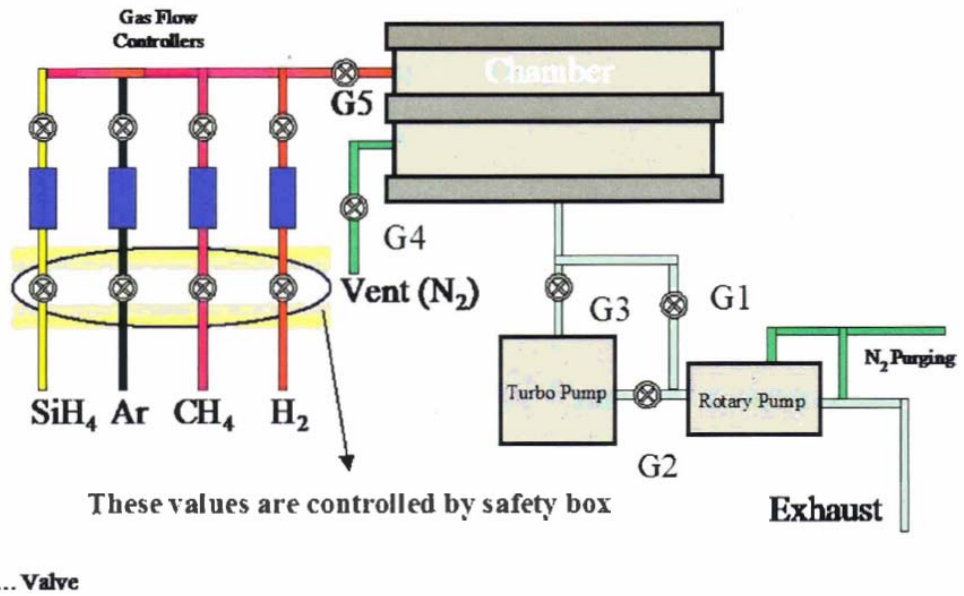 Gas Flow
Controllers
Chamber
G5
G4
Vent (N₂)
G3
G1
N₂ Purging
Turbo Pump
Rotary Pump
SiH₄ Ar CH₄ H₂
G2
These values are controlled by safety box
Exhaust
... Valve